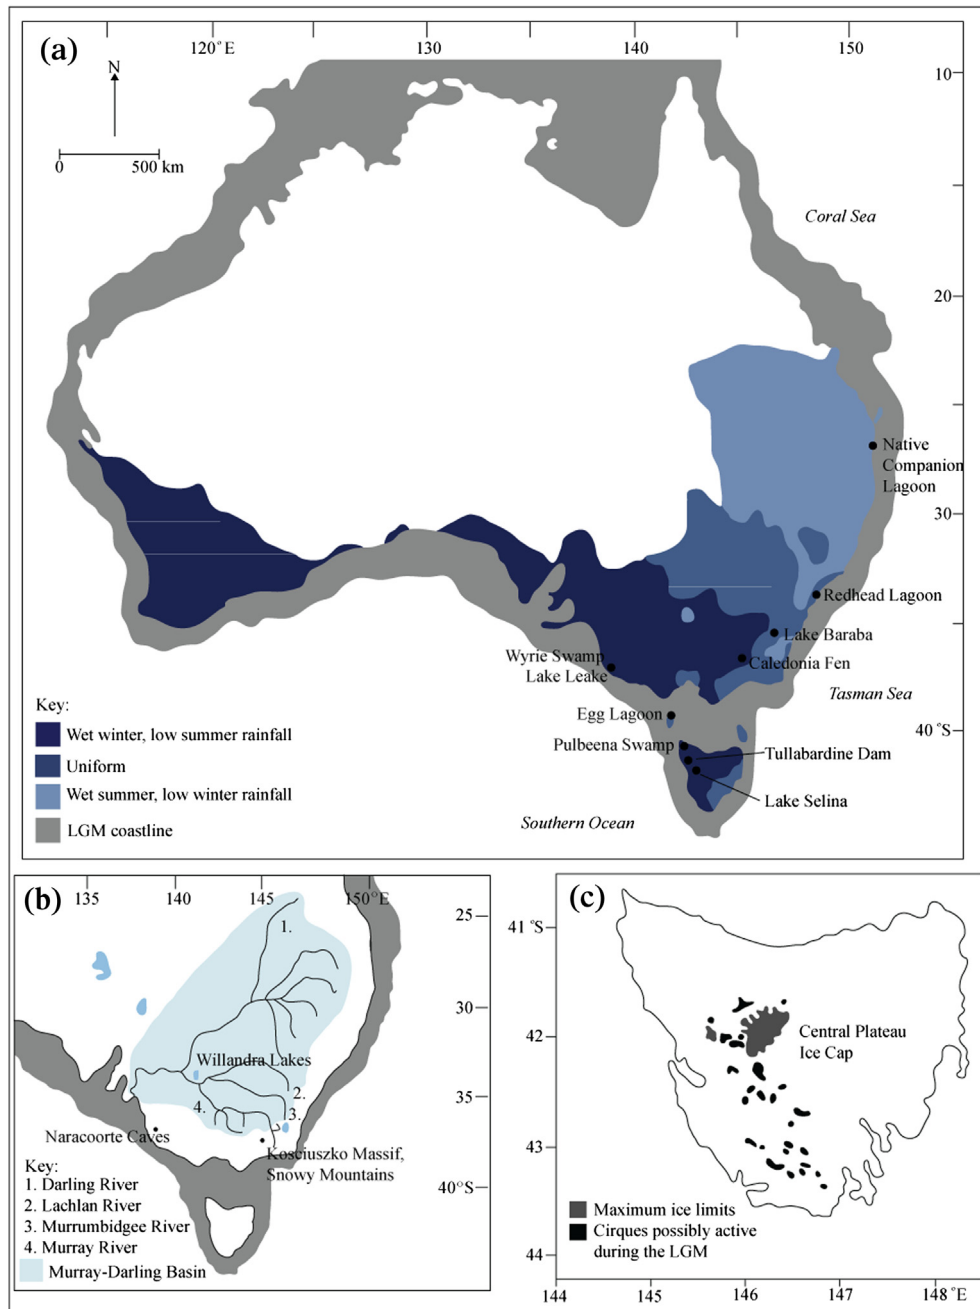 (a)
120°E
130
140
150
N
0
500 km
10
Coral Sea
20
Native
Companion
Lagoon
30
Redhead Lagoon
Lake Baraba
Wyrie Swamp
Lake Leake
Caledonia Fen
Tasman Sea
Egg Lagoon
40°S
Pulbeena Swamp
Tullabardine Dam
Lake Selina
Southern Ocean
Key:
Wet winter, low summer rainfall
Uniform
Wet summer, low winter rainfall
LGM coastline
(b)
135
140
145
150°E
25
1.
30
Willandra Lakes
2.
35
4.
3.
Naracoorte Caves
Kosciuszko Massif,
Snowy Mountains
40°S
Key:
1. Darling River
2. Lachlan River
3. Murrumbidgee River
4. Murray River
Murray-Darling Basin
(c)
41°S
Central Plateau
Ice Cap
42
43
Maximum ice limits
Cirques possibly active
during the LGM
44
144
145
146
147
148°E